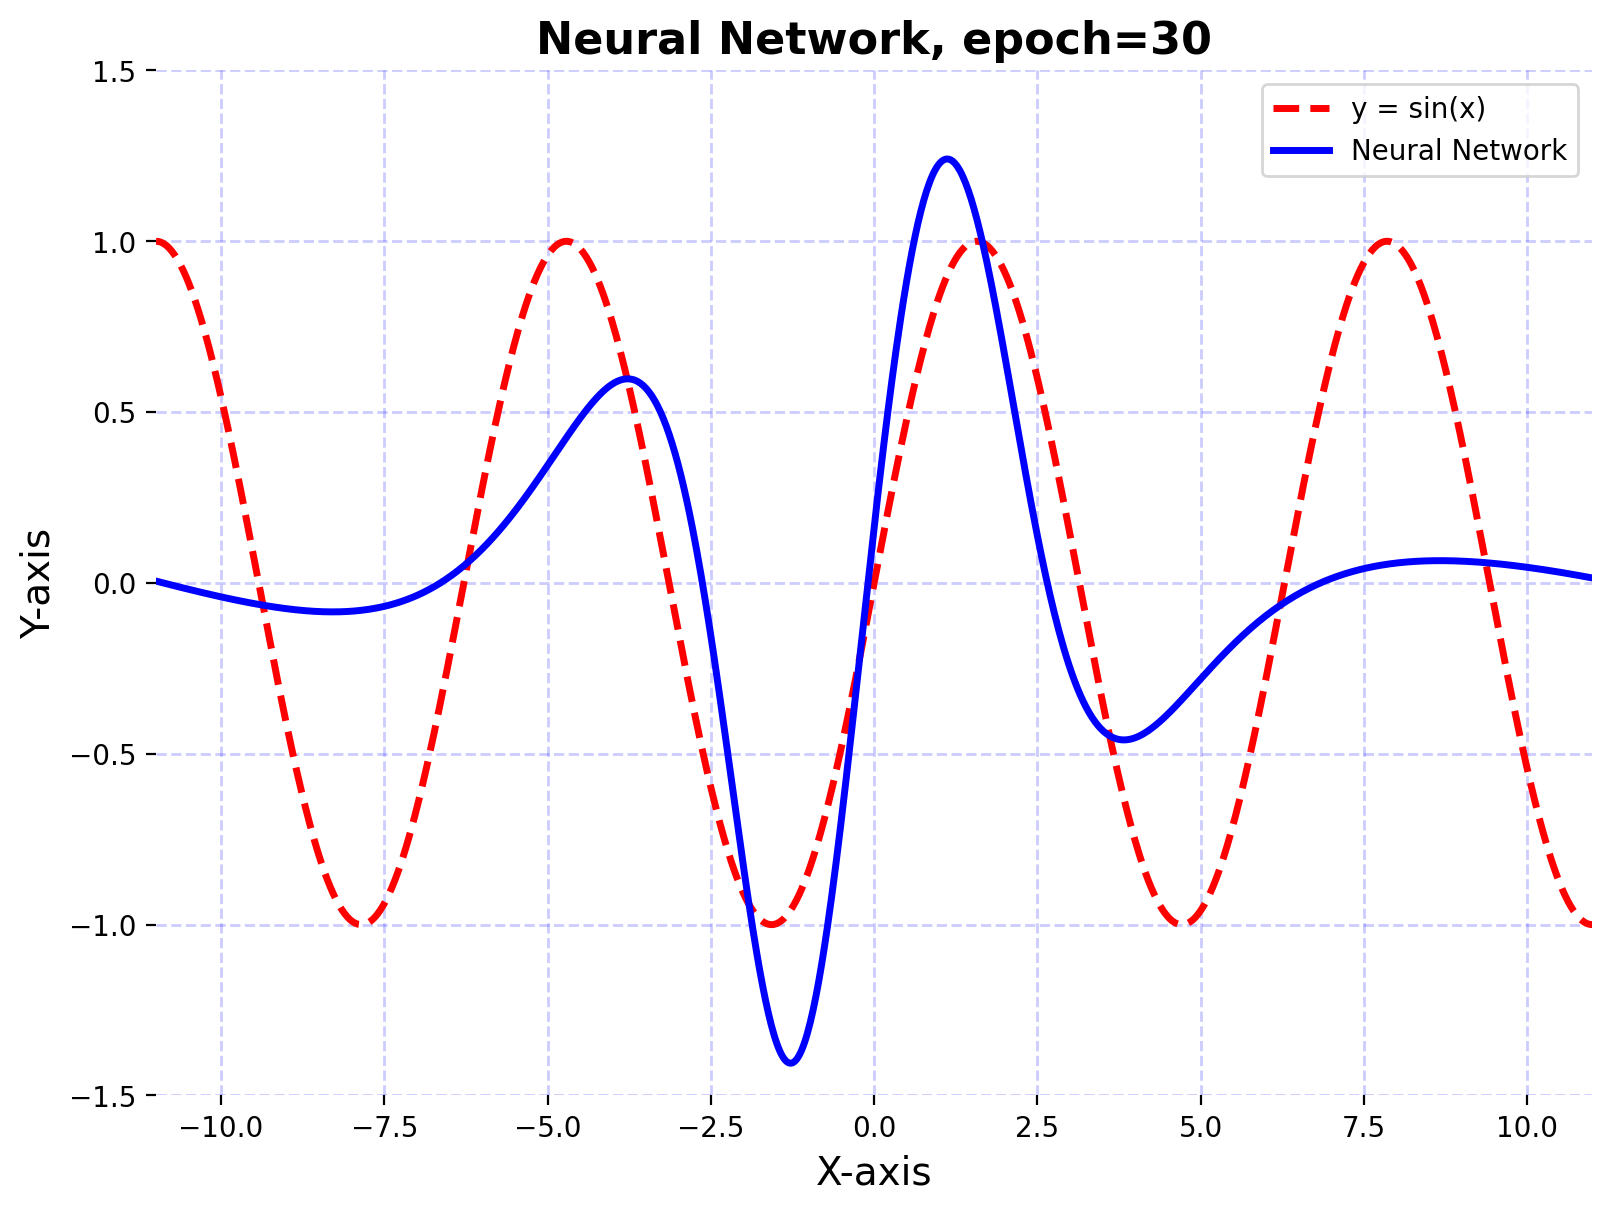 Neural Network, epoch=30
1.5
1.0
0.5
0.0
−0.5
−1.0
−1.5
Y-axis
y = sin(x)
Neural Network
−10.0 −7.5 −5.0 −2.5 0.0 2.5 5.0 7.5 10.0
X-axis